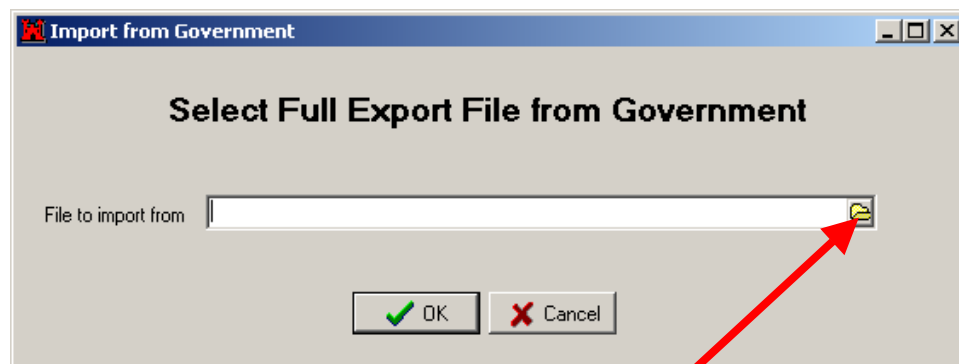 Import from Government
Select Full Export File from Government
File to import from
OK
Cancel